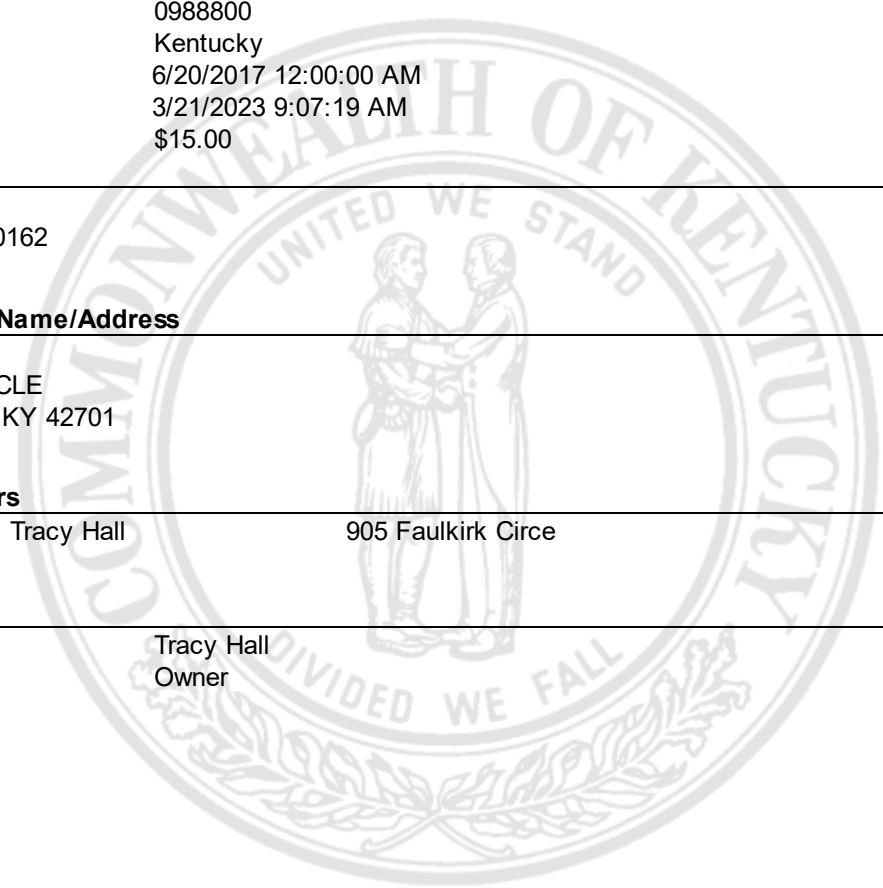 0988800
Kentucky
6/20/2017 12:00:00 AM
3/21/2023 9:07:19 AM
$15.00
0162
Name/Address
CLE
KY 42701
rs
Tracy Hall 905 Faulkirk Circe
Tracy Hall
Owner
COMMONWEALTH OF KENTUCKY
UNITED WE STAND
DIVIDED WE FALL